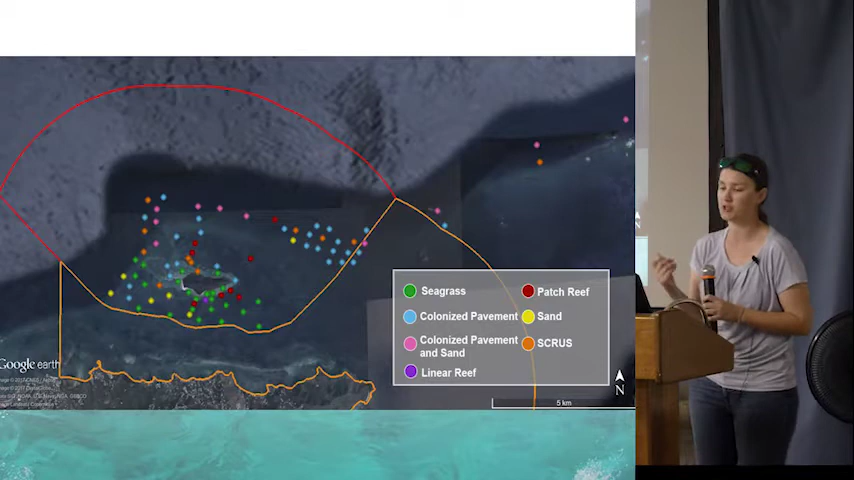 Seagrass
Patch Reef
Colonized Pavement
Sand
Colonized Pavement
and Sand
SCRUS
Linear Reef
Google earth
N
5 km